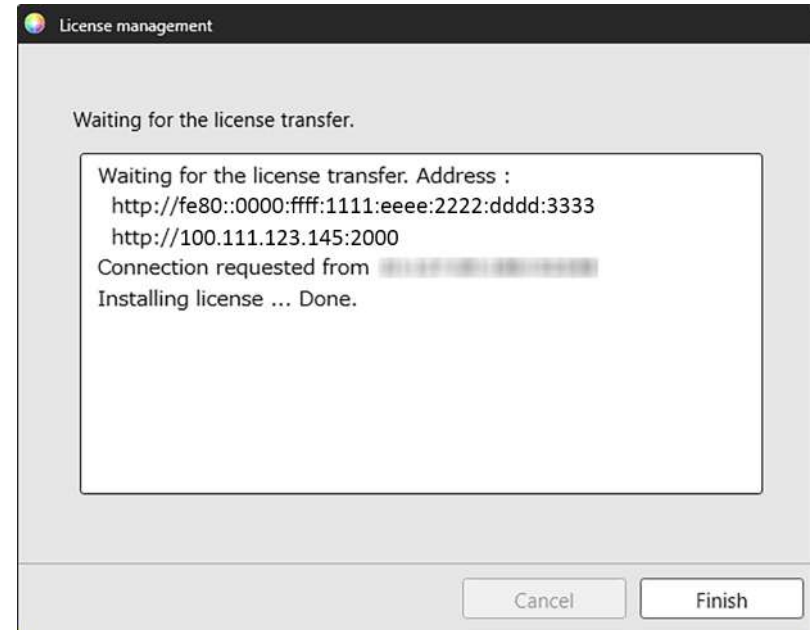 License management
Waiting for the license transfer.
Waiting for the license transfer. Address :
http://fe80::0000:ffff:1111:eeee:2222:dddd:3333
http://100.111.123.145:2000
Connection requested from
Installing license ... Done.
Cancel
Finish